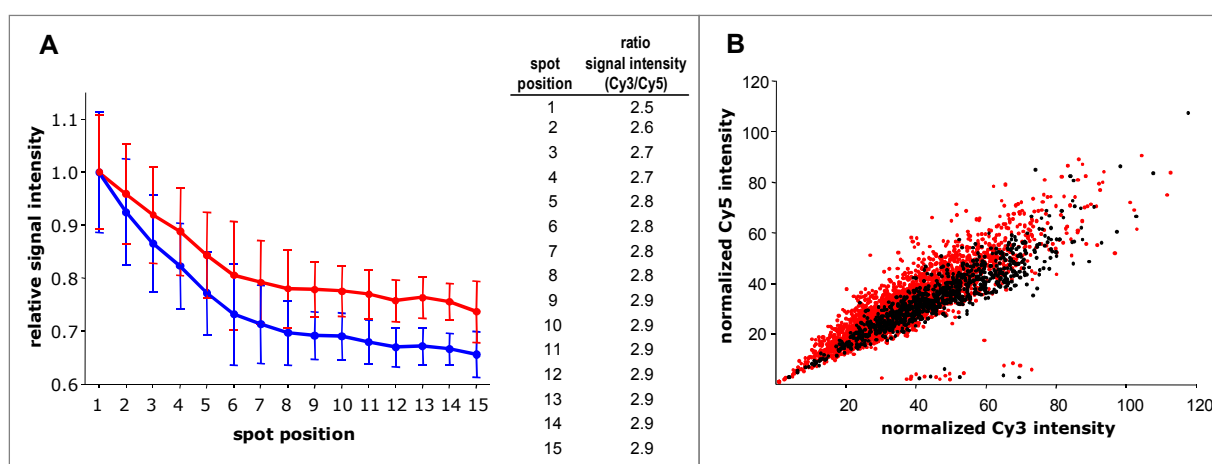 A
relative signal intensity
1.1
1.0
0.9
0.8
0.7
0.6
1 2 3 4 5 6 7 8 9 10 11 12 13 14 15
spot position
ratio
spot signal intensity
position (Cy3/Cy5)
1 2.5
2 2.6
3 2.7
4 2.7
5 2.8
6 2.8
7 2.8
8 2.8
9 2.9
10 2.9
11 2.9
12 2.9
13 2.9
14 2.9
15 2.9
B
normalized Cy5 intensity
120
100
80
60
40
20
20 40 60 80 100 120
normalized Cy3 intensity